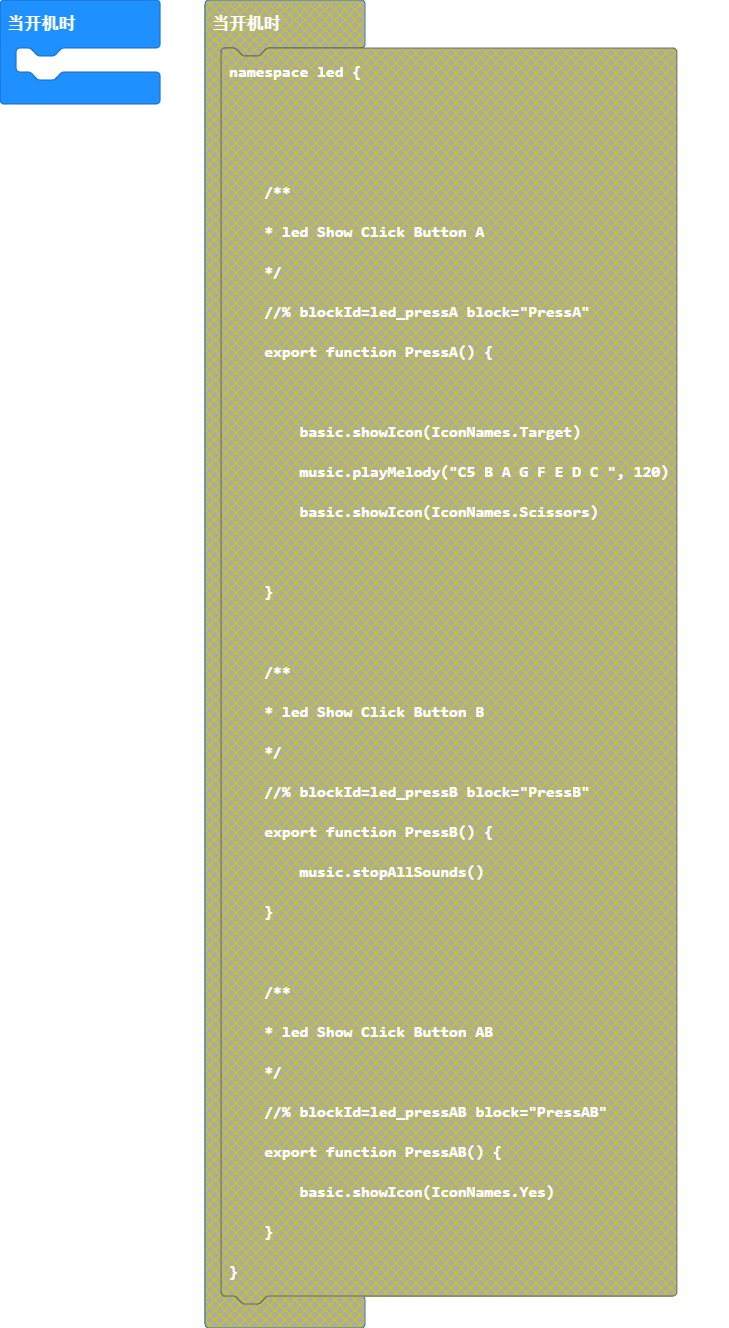 当开机时
当开机时
namespace led {
/**
* led Show Click Button A
*/
//% blockId=led_pressA block="PressA"
export function PressA() {
basic.showIcon(IconNames.Target)
music.playMelody("C5 B A G F E D C ", 120)
basic.showIcon(IconNames.Scissors)
}
/**
* led Show Click Button B
*/
//% blockId=led_pressB block="PressB"
export function PressB() {
music.stopAllSounds()
}
/**
* led Show Click Button AB
*/
//% blockId=led_pressAB block="PressAB"
export function PressAB() {
basic.showIcon(IconNames.Yes)
}
}